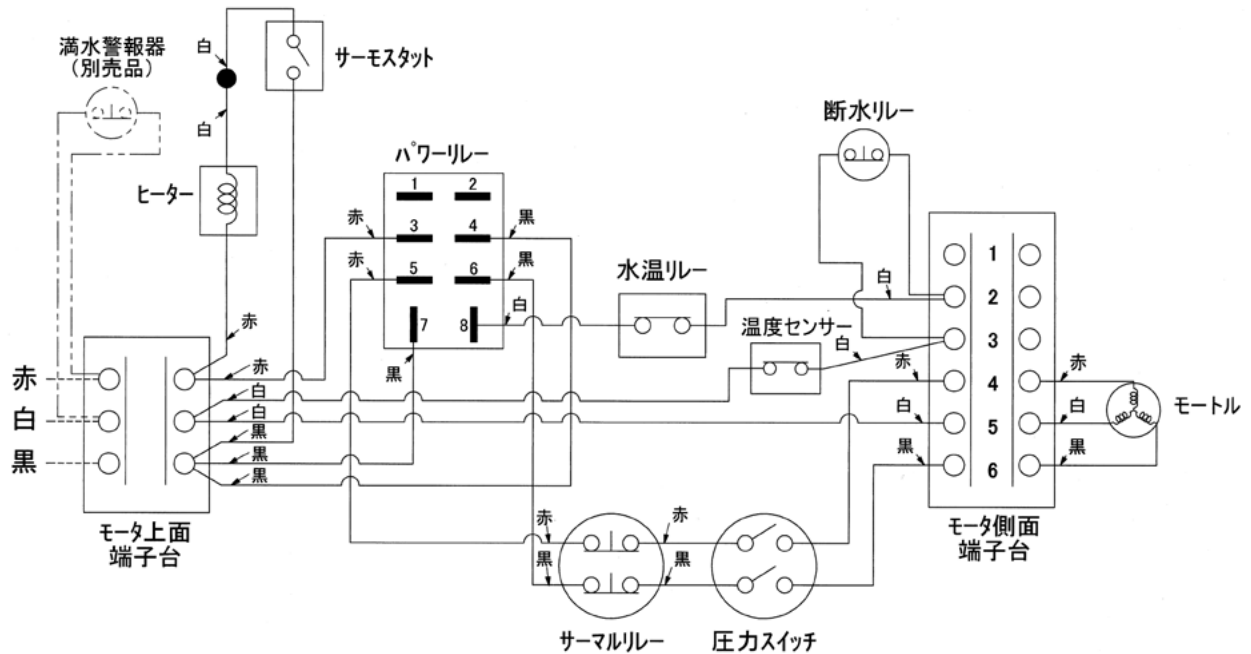 満水警報器
(別売品)
白
サーモスタット
白
ヒーター
赤
パワーリレー
1
2
赤
3
4
黒
赤
5
6
黒
7
8
白
黒
水温リレー
温度センサー
白
断水リレー
白
1
2
3
赤
4
赤
白
5
白
黒
6
黒
モートル
モータ側面
端子台
赤
白
黒
赤
白
白
黒
黒
黒
モータ上面
端子台
赤
赤
黒
黒
サーマルリレー
圧力スイッチ